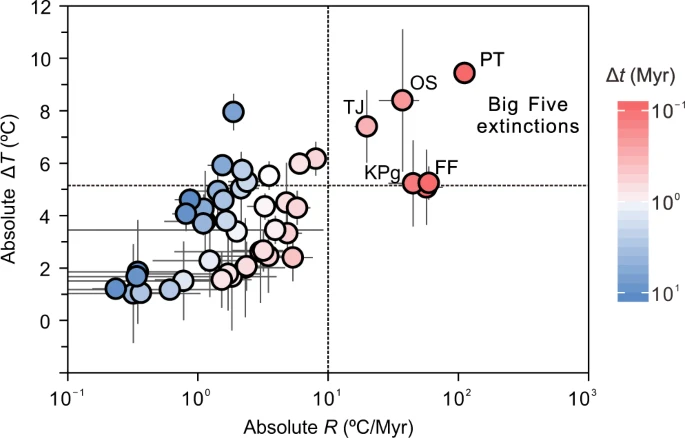 12
10
8
6
4
2
0
Absolute ΔT (ºC)
10⁻¹
10⁰
10¹
10²
10³
Absolute R (ºC/Myr)
PT
OS
TJ
Big Five
extinctions
KPg
FF
Δt (Myr)
10⁻¹
10⁰
10¹